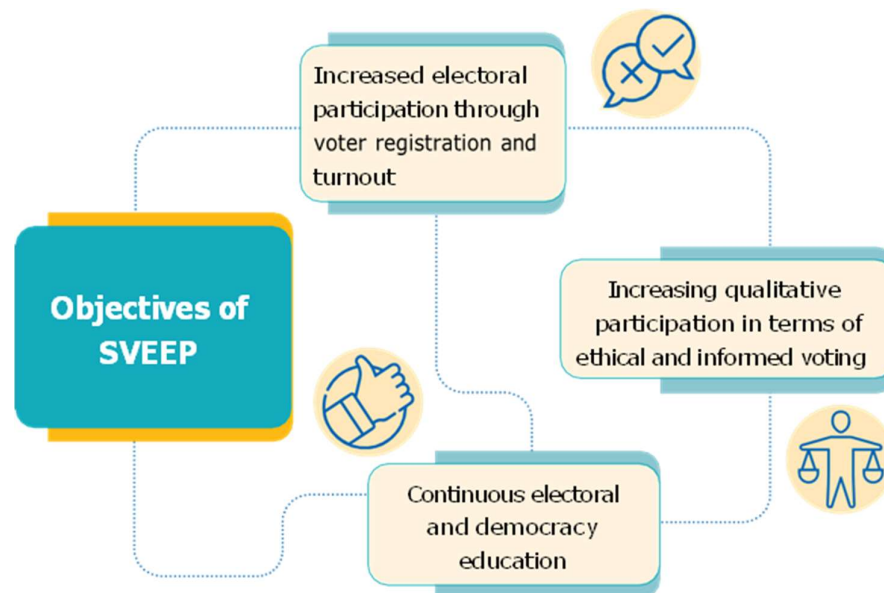 Increased electoral
participation through
voter registration and
turnout
Objectives of
SVEEP
Increasing qualitative
participation in terms of
ethical and informed voting
Continuous electoral
and democracy
education